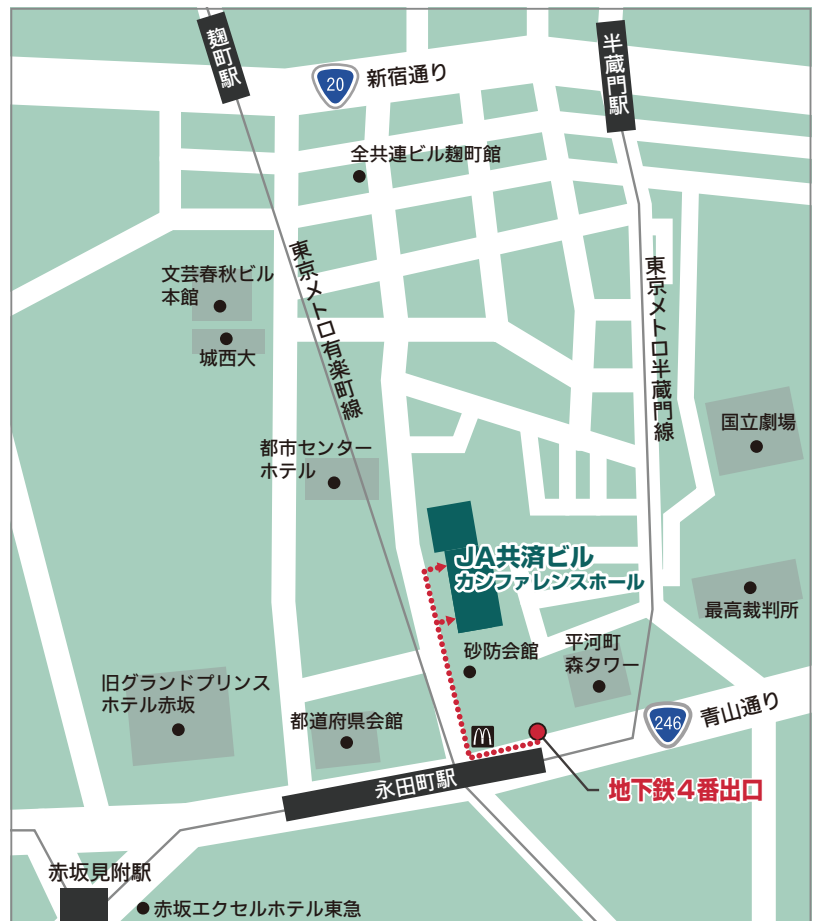 麹町駅
20
新宿通り
半蔵門駅
全共連ビル麹町館
東京メトロ有楽町線
東京メトロ半蔵門線
文芸春秋ビル
本館
城西大
国立劇場
都市センター
ホテル
JA共済ビル
カンファレンスホール
最高裁判所
砂防会館
平河町
森タワー
旧グランドプリンス
ホテル赤坂
都道府県会館
246
青山通り
永田町駅
地下鉄4番出口
赤坂見附駅
赤坂エクセルホテル東急